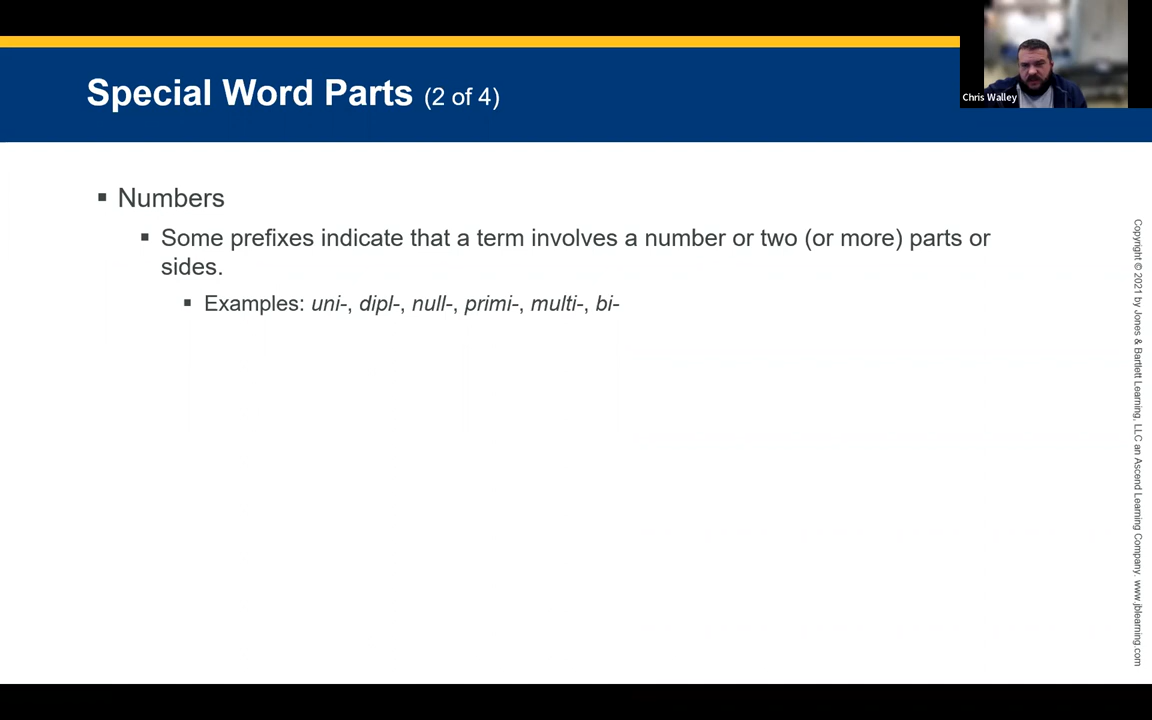 Special Word Parts (2 of 4)
Chris Walley
▪ Numbers
▪ Some prefixes indicate that a term involves a number or two (or more) parts or
sides.
▪ Examples: uni-, dipl-, null-, primi-, multi-, bi-
Copyright © 2021 by Jones & Bartlett Learning, LLC an Ascend Learning Company. www.jblearning.com